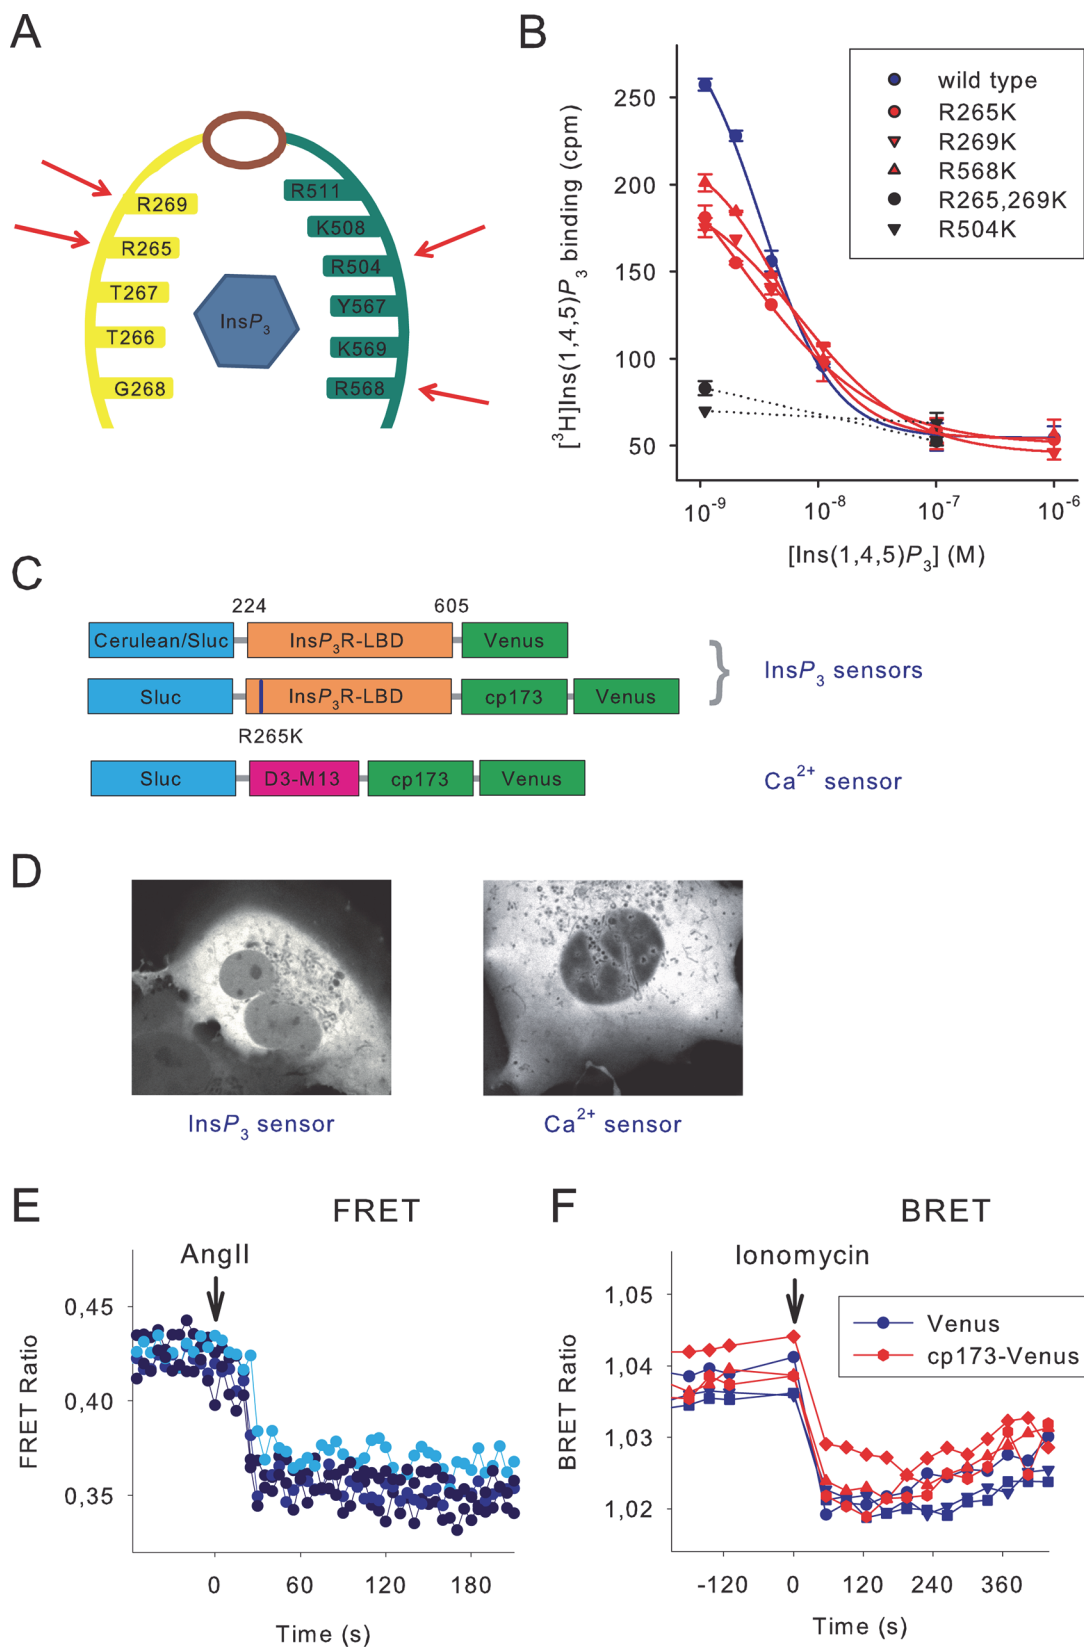 A
R269
R265
T267
T266
G268
InsP3
R511
K508
R504
Y567
K569
R568
B
[3H]Ins(1,4,5)P3 binding (cpm)
250
200
150
100
50
10-9
10-8
10-7
10-6
[Ins(1,4,5)P3] (M)
wild type
R265K
R269K
R568K
R265,269K
R504K
C
224
605
Cerulean/Sluc
InsP3R-LBD
Venus
Sluc
InsP3R-LBD
cp173
Venus
R265K
Sluc
D3-M13
cp173
Venus
} InsP3 sensors
Ca2+ sensor
D
InsP3 sensor
Ca2+ sensor
E
FRET
AngII
FRET Ratio
0,45
0,40
0,35
0
60
120
180
Time (s)
F
BRET
Ionomycin
Venus
cp173-Venus
BRET Ratio
1,05
1,04
1,03
1,02
-120
0
120
240
360
Time (s)